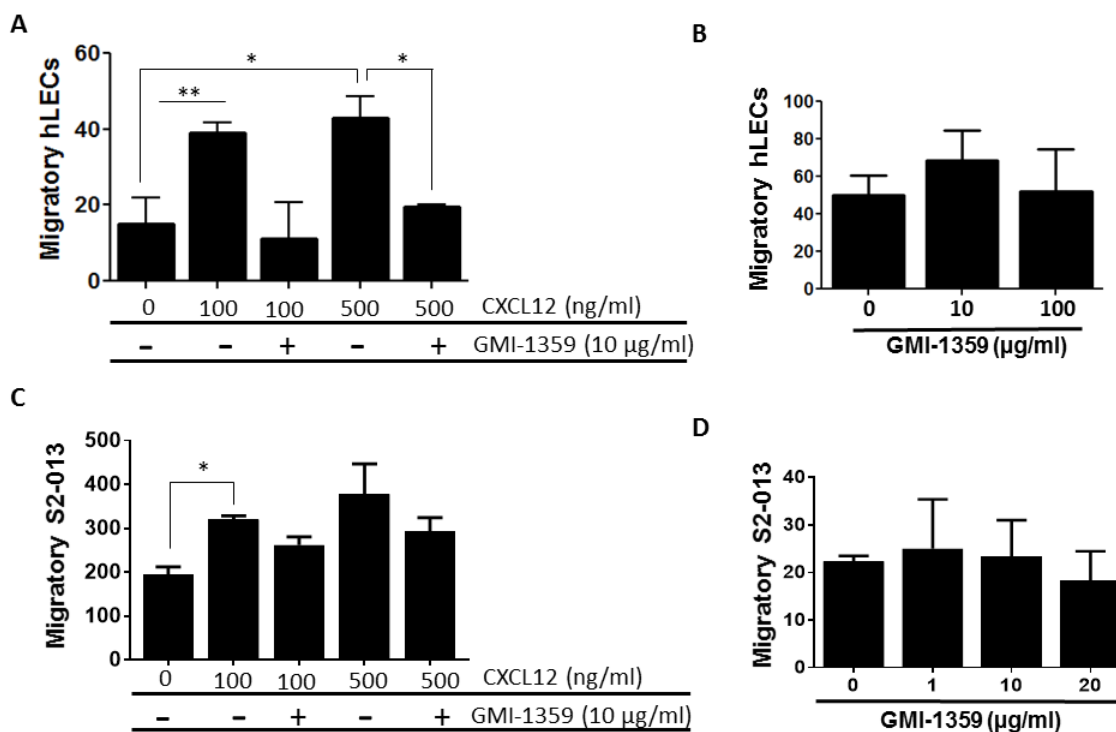 A
Migratory hLECs
60
40
20
0
*
**
*
0 100 100 500 500 CXCL12 (ng/ml)
– – + – + GMI-1359 (10 µg/ml)
B
Migratory hLECs
100
80
60
40
20
0
0 10 100
GMI-1359 (µg/ml)
C
Migratory S2-013
500
400
300
200
100
0
*
0 100 100 500 500 CXCL12 (ng/ml)
– – + – + GMI-1359 (10 µg/ml)
D
Migratory S2-013
40
30
20
10
0
0 1 10 20
GMI-1359 (µg/ml)